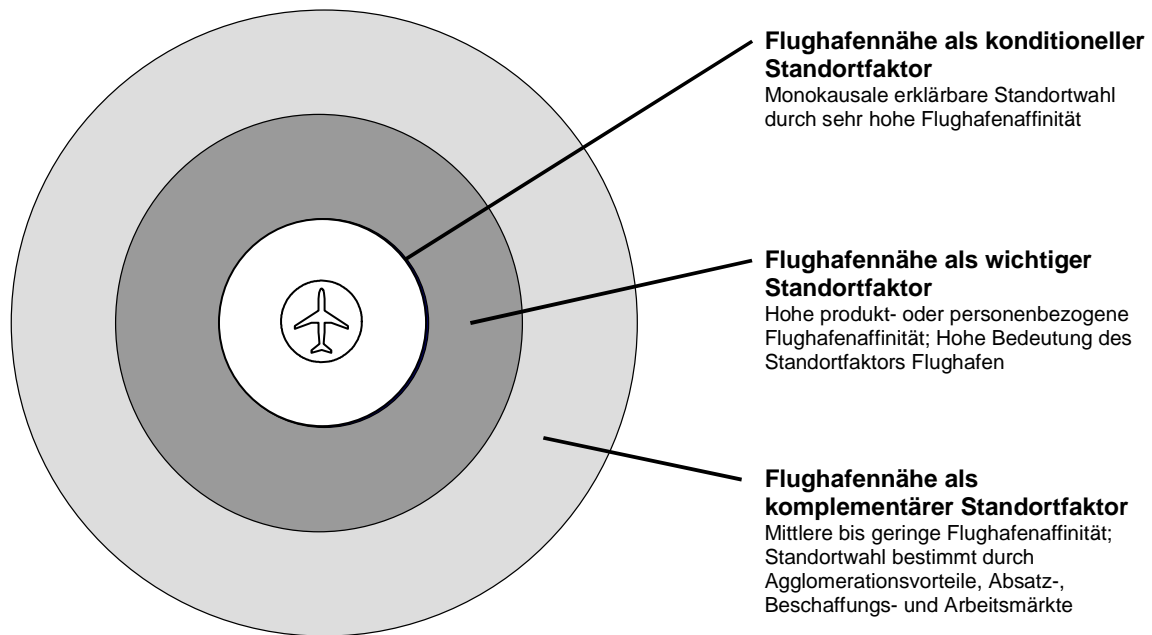 Flughafennähe als konditioneller
Standortfaktor
Monokausale erklärbare Standortwahl
durch sehr hohe Flughafenaffinität
Flughafennähe als wichtiger
Standortfaktor
Hohe produkt- oder personenbezogene
Flughafenaffinität; Hohe Bedeutung des
Standortfaktors Flughafen
Flughafennähe als
komplementärer Standortfaktor
Mittlere bis geringe Flughafenaffinität;
Standortwahl bestimmt durch
Agglomerationsvorteile, Absatz-,
Beschaffungs- und Arbeitsmärkte